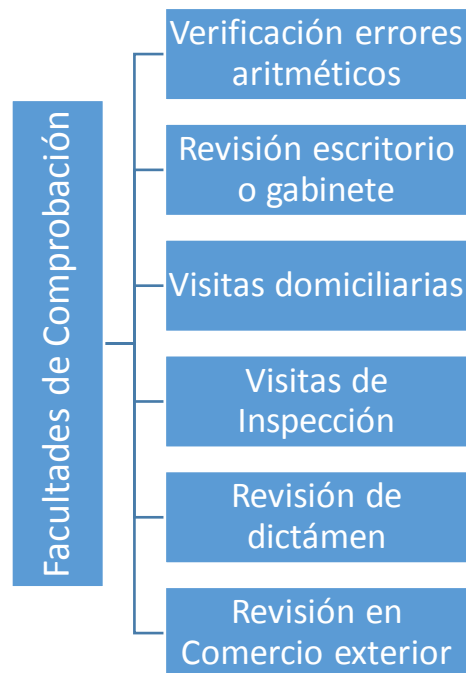 Facultades de Comprobación
Verificación errores
aritméticos
Revisión escritorio
o gabinete
Visitas domiciliarias
Visitas de
Inspección
Revisión de
dictámen
Revisión en
Comercio exterior